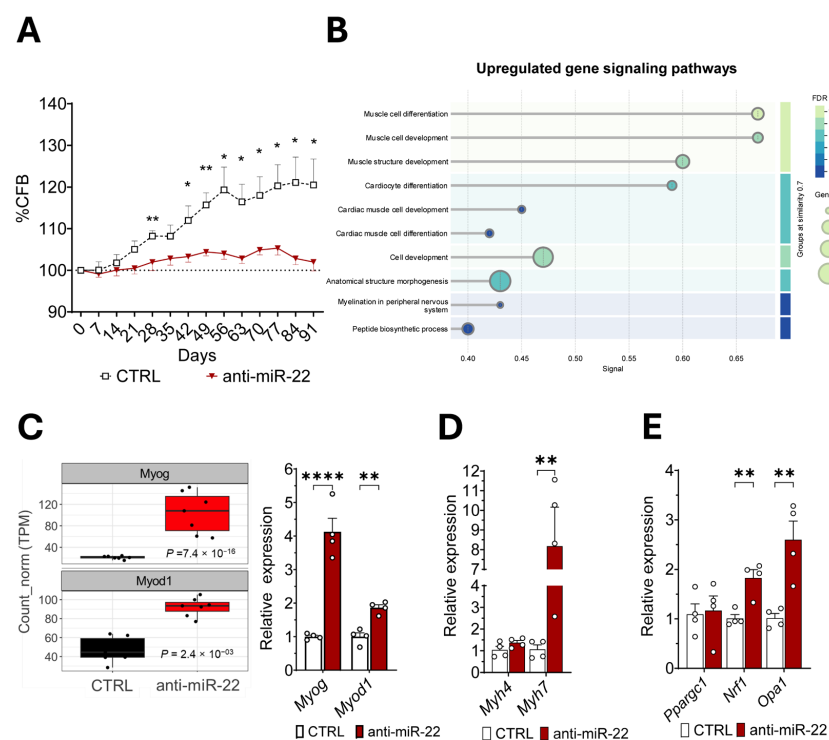 A
140
130
120
110
100
90
%CFB
**
*
**
*
*
*
*
*
*
0
7
14
21
28
35
42
49
56
63
70
77
84
91
Days
CTRL
anti-miR-22
B
Upregulated gene signaling pathways
Muscle cell differentiation
Muscle cell development
Muscle structure development
Cardiocyte differentiation
Cardiac muscle cell development
Cardiac muscle cell differentiation
Cell development
Anatomical structure morphogenesis
Myelination in peripheral nervous
system
Peptide biosynthetic process
0.40
0.45
0.50
0.55
0.60
0.65
Signal
Groups at similarity 0.7
FDR
Gen
C
Count_norm (TPM)
Myog
120
80
40
P =7.4 × 10⁻¹⁶
Myod1
100
80
60
40
P = 2.4 × 10⁻⁰³
CTRL
anti-miR-22
Relative expression
6
5
4
3
2
1
0
****
**
Myog
Myod1
CTRL
anti-miR-22
D
Relative expression
12
11
10
9
8
7
4
3
2
1
0
**
Myh4
Myh7
CTRL
anti-miR-22
E
Relative expression
4
3
2
1
0
**
**
Ppargc1
Nrf1
Opa1
CTRL
anti-miR-22